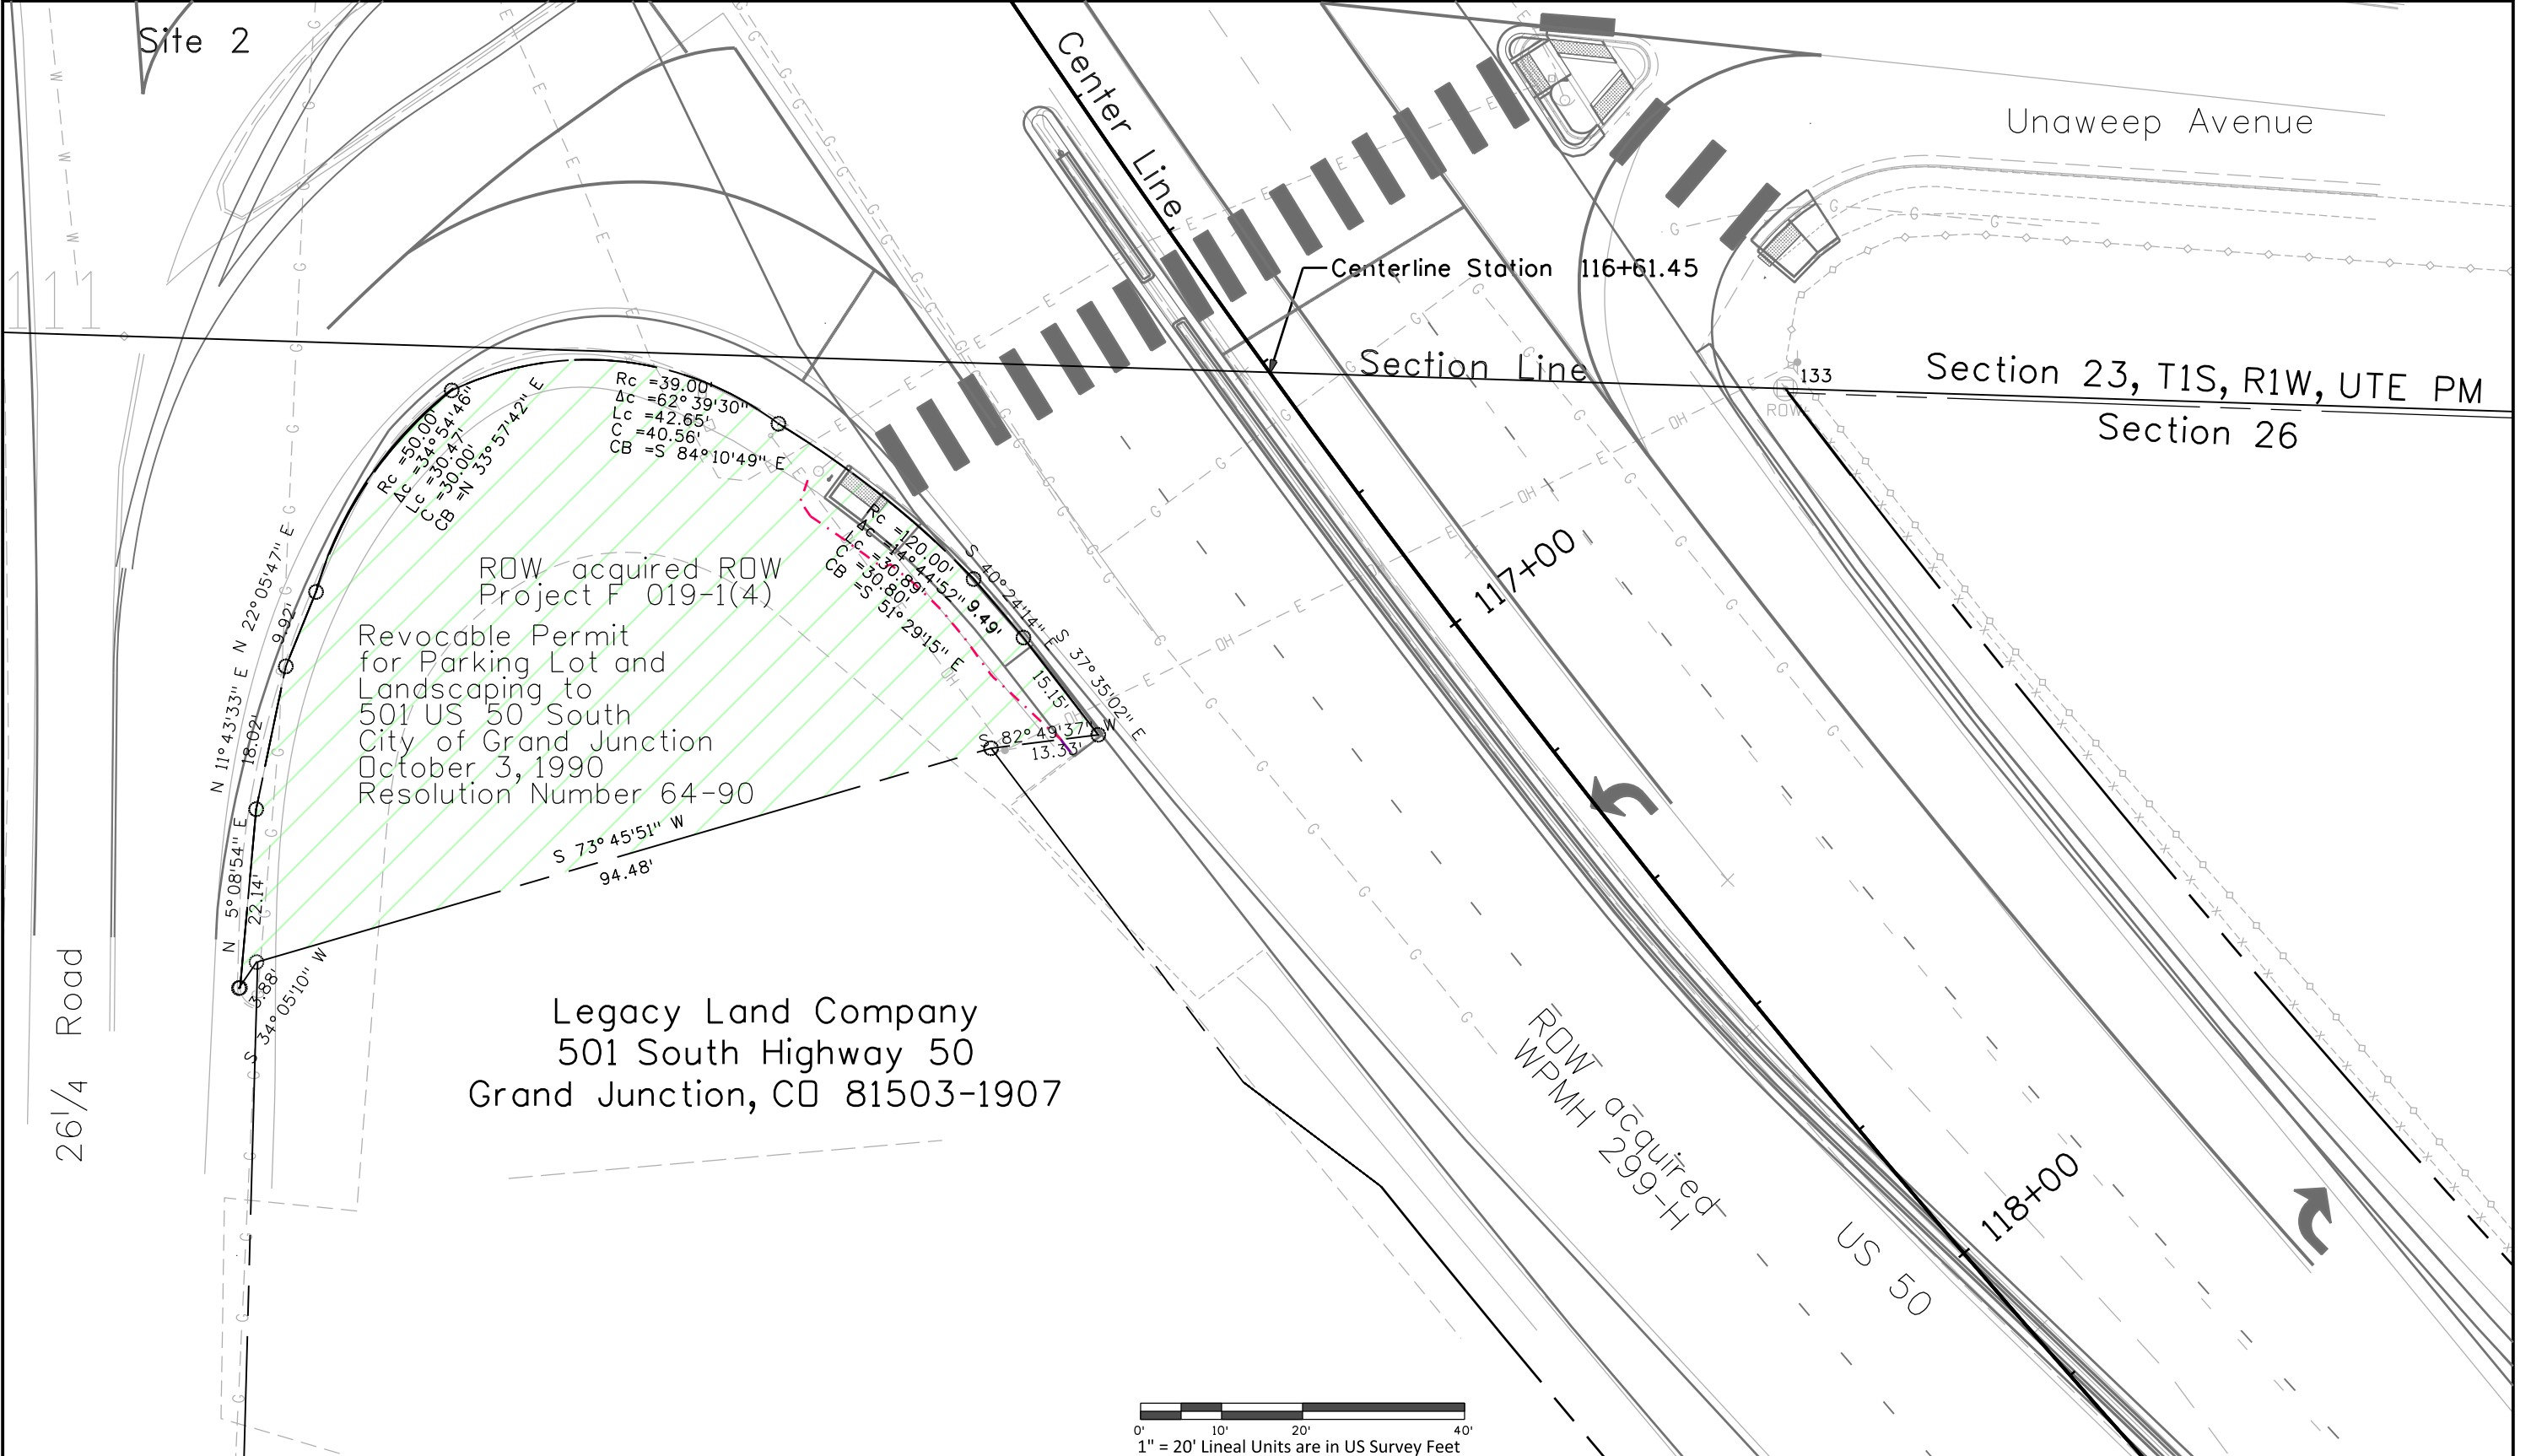 Site 2
Center Line
Unaweep Avenue
111
Centerline Station 116+61.45
Section Line
133
ROW
Section 23, T1S, R1W, UTE PM
Section 26
Rc =39.00'
Δc =62°39'30"
Lc =42.65'
C =40.56'
CB =S 84°10'49" E
Rc =50.00'
Δc =34°54'46"
Lc =30.47'
C =30.00'
CB =N 33°57'42" E
Rc =120.00'
Δc =14°44'52"
Lc =30.89'
C =30.80'
CB =S 51°29'15" E
S 40°24'14" E
9.49'
S 37°35'02" E
15.15'
S 82°49'37" W
13.33'
N 22°05'47" E
9.92'
N 11°43'33" E
18.02'
N 5°08'54" E
22.14'
3.88'
S 34°05'10" W
S 73°45'51" W
94.48'
ROW acquired ROW
Project F 019-1(4)
Revocable Permit
for Parking Lot and
Landscaping to
501 US 50 South
City of Grand Junction
October 3, 1990
Resolution Number 64-90
117+00
118+00
26 1/4 Road
Legacy Land Company
501 South Highway 50
Grand Junction, CO 81503-1907
ROW acquired
WPMH 299-H
US 50
0' 10' 20' 40'
1" = 20' Lineal Units are in US Survey Feet